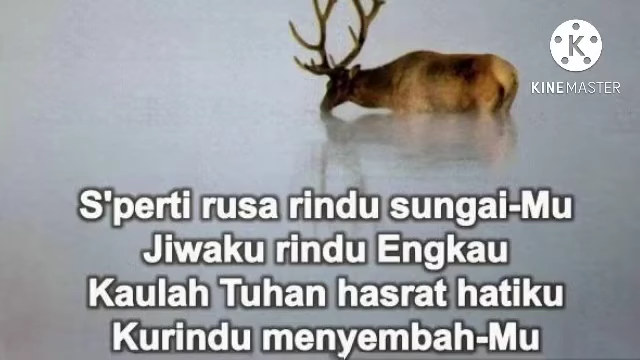 K
KINEMASTER
S'perti rusa rindu sungai-Mu
Jiwaku rindu Engkau
Kaulah Tuhan hasrat hatiku
Kurindu menyembah-Mu